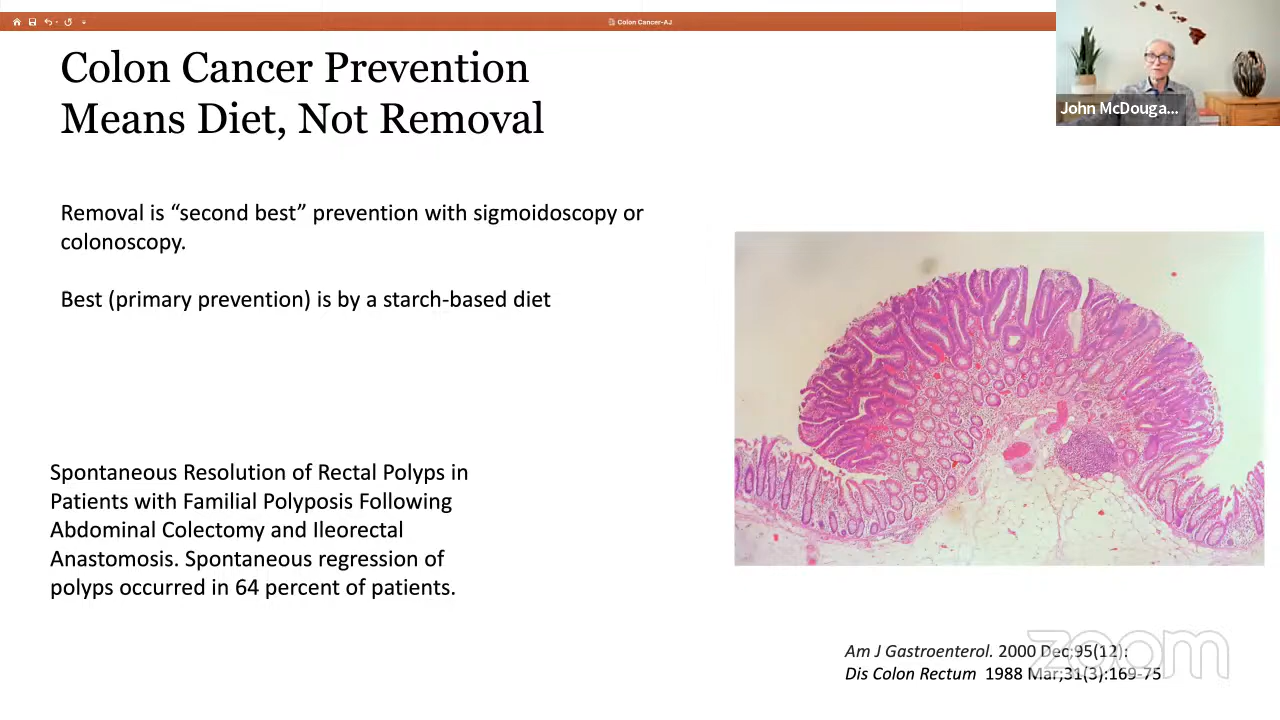 Colon Cancer-AJ
Colon Cancer Prevention
Means Diet, Not Removal
John McDouga...
Removal is “second best” prevention with sigmoidoscopy or
colonoscopy.
Best (primary prevention) is by a starch-based diet
Spontaneous Resolution of Rectal Polyps in
Patients with Familial Polyposis Following
Abdominal Colectomy and Ileorectal
Anastomosis. Spontaneous regression of
polyps occurred in 64 percent of patients.
Am J Gastroenterol. 2000 Dec;95(12):
Dis Colon Rectum 1988 Mar;31(3):169-75
zoom